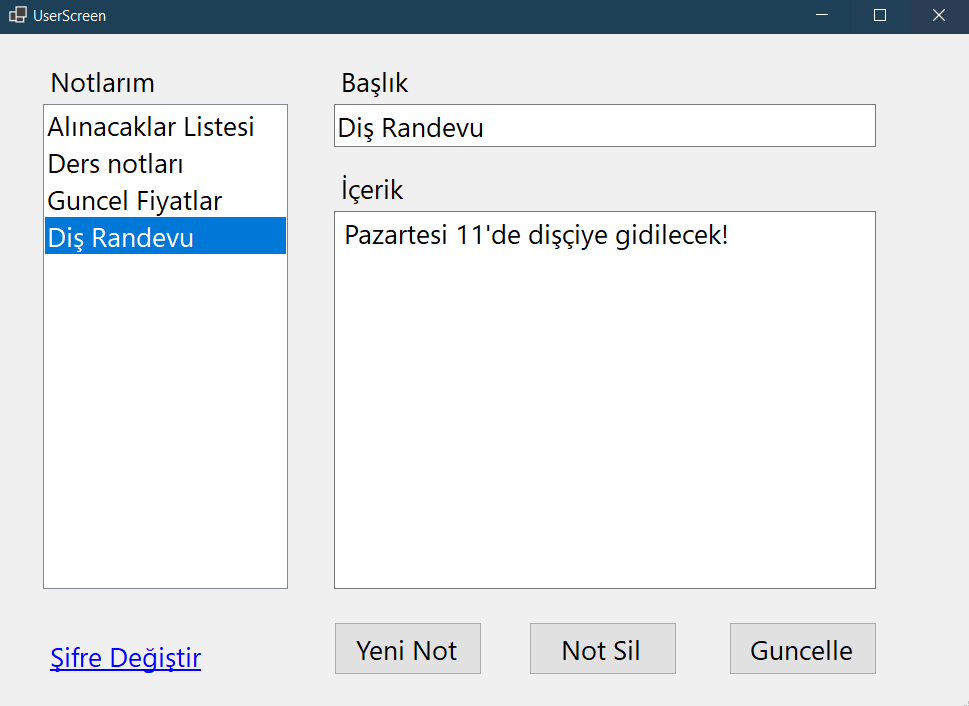 UserScreen
Notlarım
Alınacaklar Listesi
Ders notları
Guncel Fiyatlar
Diş Randevu
Başlık
Diş Randevu
İçerik
Pazartesi 11'de dişçiye gidilecek!
Şifre Değiştir
Yeni Not
Not Sil
Guncelle